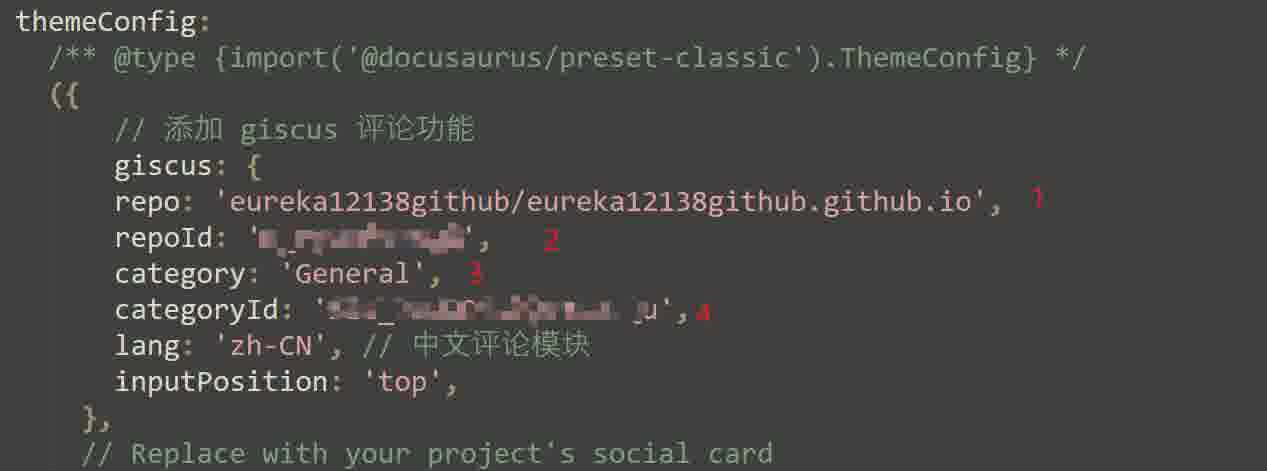 themeConfig:
/** @type {import('@docusaurus/preset-classic').ThemeConfig} */
({
// 添加 giscus 评论功能
giscus: {
repo: 'eureka12138github/eureka12138github.github.io', 1
repoId: '', 2
category: 'General', 3
categoryId: '', 4
lang: 'zh-CN', // 中文评论模块
inputPosition: 'top',
},
// Replace with your project's social card